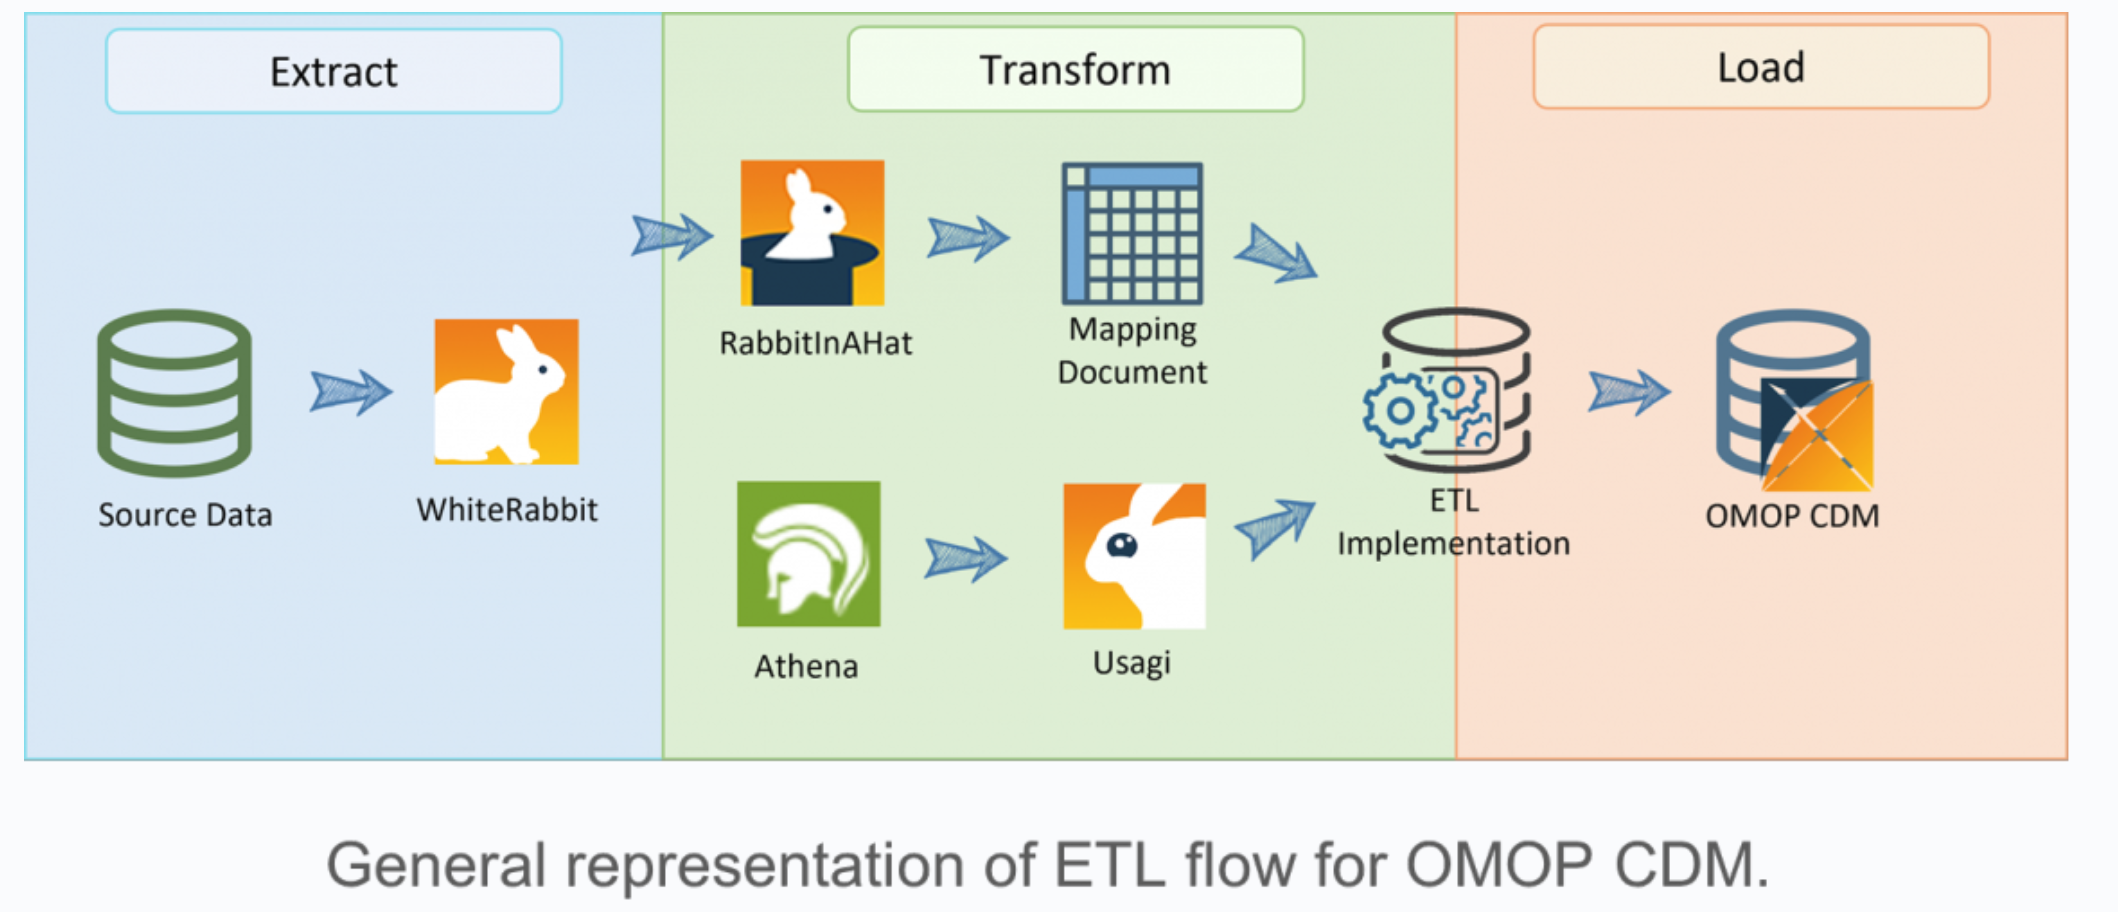 Extract
Transform
Load
RabbitInAHat
Mapping
Document
Source Data
WhiteRabbit
ETL
Implementation
OMOP CDM
Athena
Usagi
General representation of ETL flow for OMOP CDM.